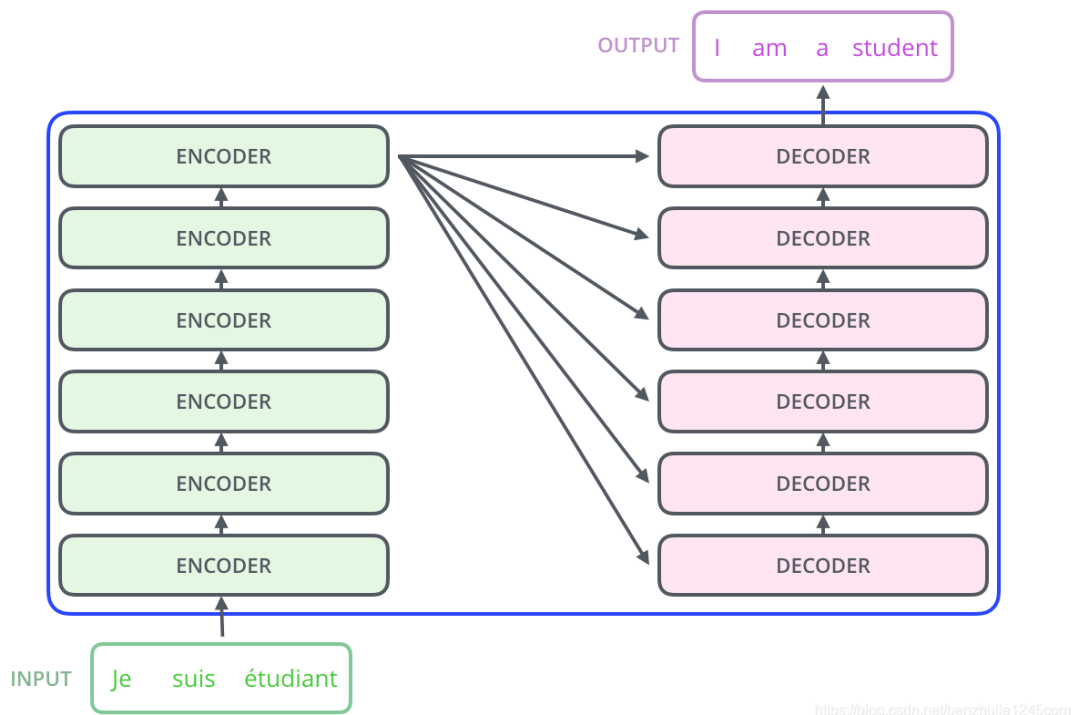 OUTPUT I am a student
ENCODER DECODER
ENCODER DECODER
ENCODER DECODER
ENCODER DECODER
ENCODER DECODER
ENCODER DECODER
INPUT Je suis étudiant
https://blog.csdn.net/benzhujie1245com